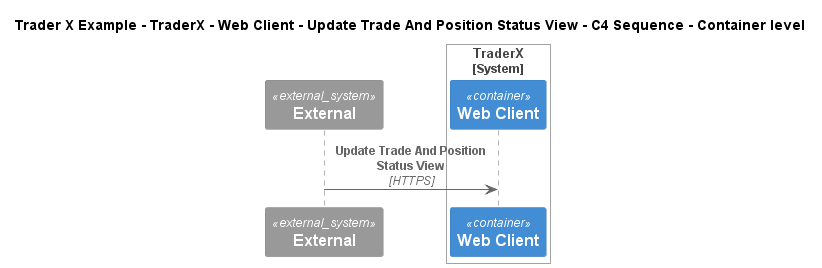 Trader X Example - TraderX - Web Client - Update Trade And Position Status View - C4 Sequence - Container level
TraderX
[System]
«external_system»
External
«container»
Web Client
Update Trade And Position
Status View
[HTTPS]
«external_system»
External
«container»
Web Client